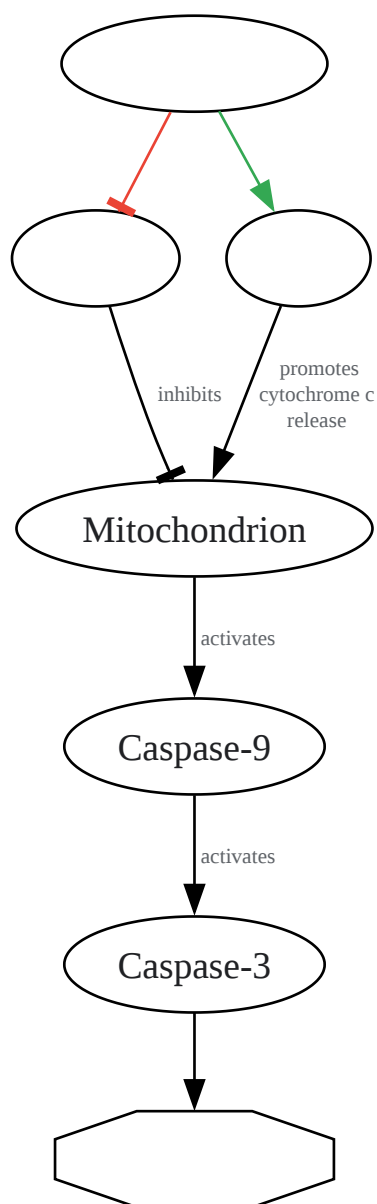 inhibits
promotes
cytochrome c
release
Mitochondrion
activates
Caspase-9
activates
Caspase-3